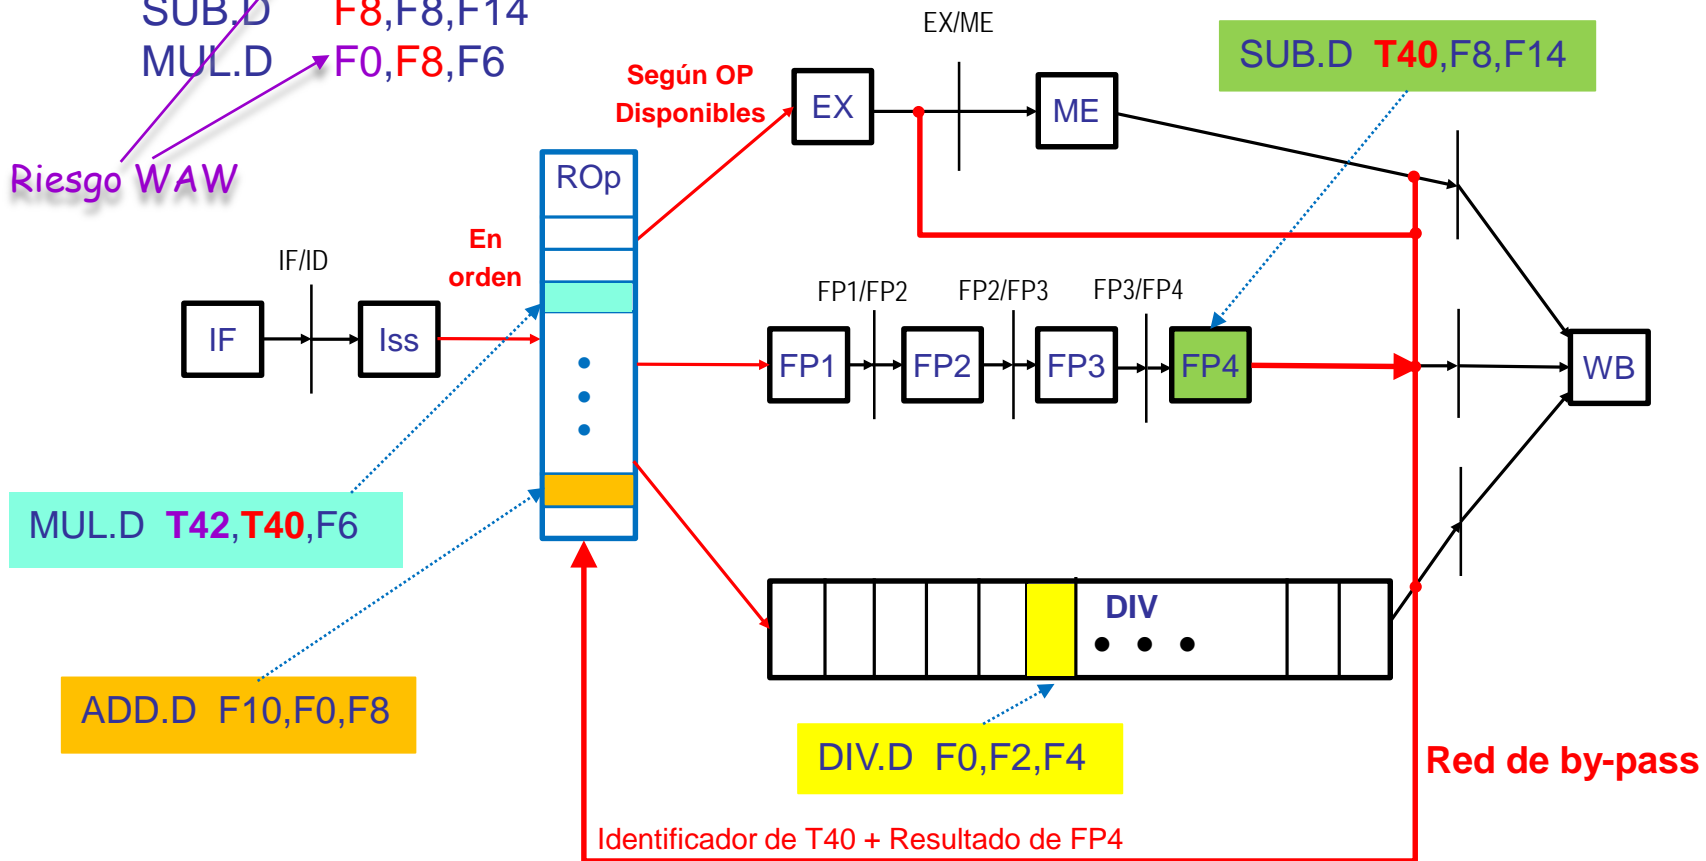 SUB.D F8,F8,F14
MUL.D F0,F8,F6
Riesgo WAW
EX/ME
SUB.D T40,F8,F14
Según OP
Disponibles
EX
ME
ROp
En
orden
IF/ID
FP1/FP2
FP2/FP3
FP3/FP4
IF
Iss
FP1
FP2
FP3
FP4
WB
MUL.D T42,T40,F6
DIV
ADD.D F10,F0,F8
DIV.D F0,F2,F4
Red de by-pass
Identificador de T40 + Resultado de FP4